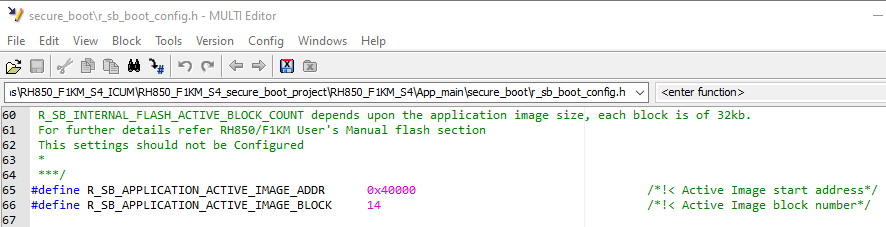 secure_boot\r_sb_boot_config.h - MULTI Editor
File Edit View Block Tools Version Config Windows Help
ıs\RH850_F1KM_S4_ICUM\RH850_F1KM_S4_secure_boot_project\RH850_F1KM_S4\App_main\secure_boot\r_sb_boot_config.h <enter function>
60 R_SB_INTERNAL_FLASH_ACTIVE_BLOCK_COUNT depends upon the application image size, each block is of 32kb.
61 For further details refer RH850/F1KM User's Manual flash section
62 This settings should not be Configured
63 *
64 ***/
65 #define R_SB_APPLICATION_ACTIVE_IMAGE_ADDR 0x40000 /*!< Active Image start address*/
66 #define R_SB_APPLICATION_ACTIVE_IMAGE_BLOCK 14 /*!< Active Image block number*/
67